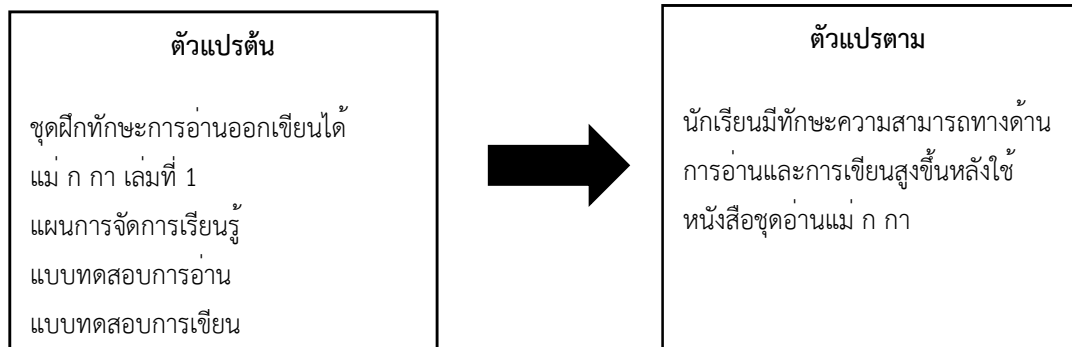 ตัวแปรต้น
ชุดฝึกทักษะการอ่านออกเขียนได้
แม่ ก กา เล่มที่ 1
แผนการจัดการเรียนรู้
แบบทดสอบการอ่าน
แบบทดสอบการเขียน
ตัวแปรตาม
นักเรียนมีทักษะความสามารถทางด้าน
การอ่านและการเขียนสูงขึ้นหลังใช้
หนังสือชุดอ่านแม่ ก กา